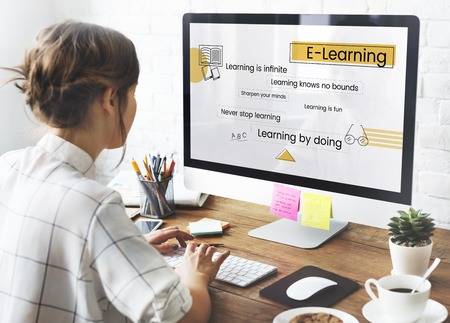 E-Learning
Learning is infinite
Learning knows no bounds
Sharpen your minds
Learning is fun
Never stop learning
ABC
Learning by doing